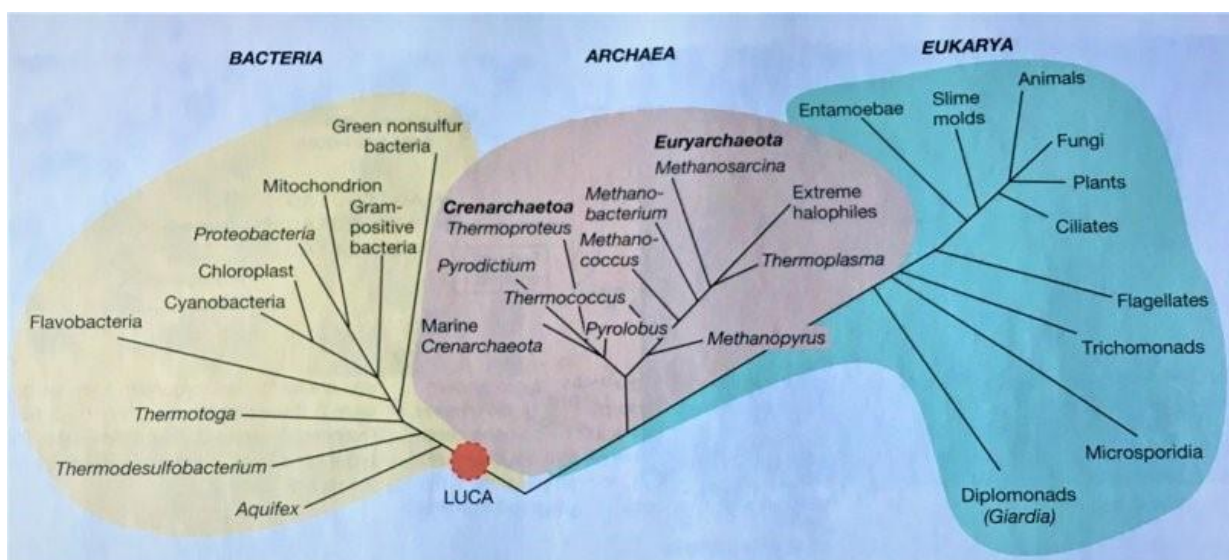 BACTERIA
ARCHAEA
EUKARYA
Green nonsulfur
bacteria
Mitochondrion
Gram-
positive
bacteria
Proteobacteria
Chloroplast
Cyanobacteria
Flavobacteria
Thermotoga
Thermodesulfobacterium
Aquifex
LUCA
Crenarchaetoa
Thermoproteus
Pyrodictium
Marine
Crenarchaeota
Thermococcus
Pyrolobus
Methano-
coccus
Methano-
bacterium
Euryarchaeota
Methanosarcina
Extreme
halophiles
Thermoplasma
Methanopyrus
Entamoebae
Slime
molds
Animals
Fungi
Plants
Ciliates
Flagellates
Trichomonads
Microsporidia
Diplomonads
(Giardia)